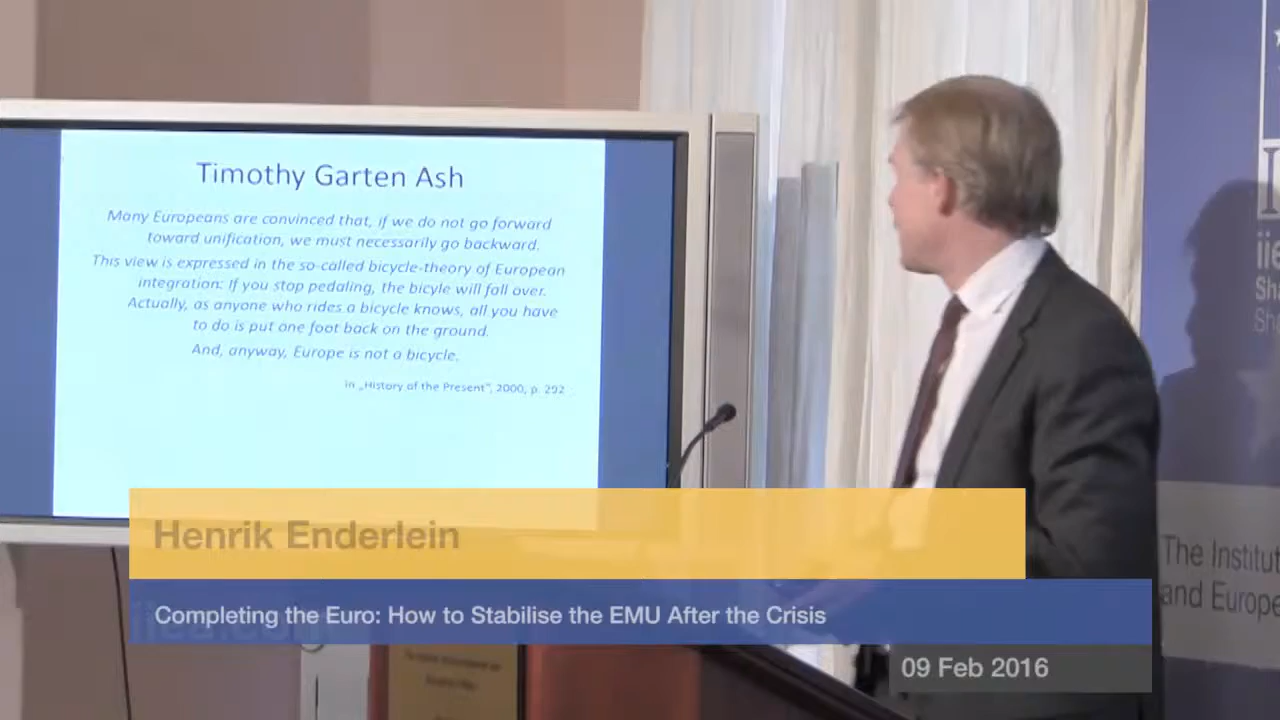 Timothy Garten Ash
Many Europeans are convinced that, if we do not go forward
toward unification, we must necessarily go backward.
This view is expressed in the so-called bicycle-theory of European
integration: If you stop pedaling, the bicyle will fall over.
Actually, as anyone who rides a bicycle knows, all you have
to do is put one foot back on the ground.
And, anyway, Europe is not a bicycle.
in „History of the Present", 2000, p. 292
Henrik Enderlein
Completing the Euro: How to Stabilise the EMU After the Crisis
09 Feb 2016
I
iie
Sha
Sh
The Institut
and Europe